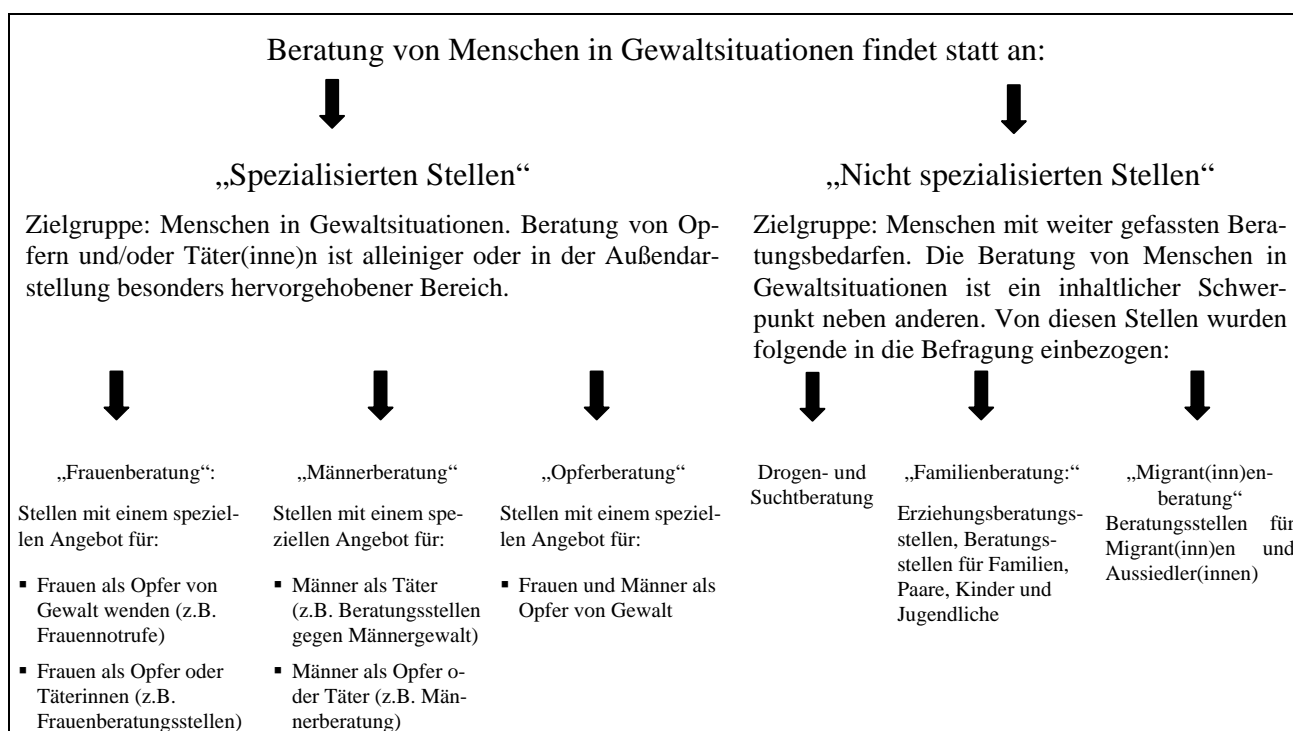 Beratung von Menschen in Gewaltsituationen findet statt an:
„Spezialisierten Stellen“
Zielgruppe: Menschen in Gewaltsituationen. Beratung von Op-
fern und/oder Täter(inne)n ist alleiniger oder in der Außendar-
stellung besonders hervorgehobener Bereich.
„Nicht spezialisierten Stellen“
Zielgruppe: Menschen mit weiter gefassten Bera-
tungsbedarfen. Die Beratung von Menschen in
Gewaltsituationen ist ein inhaltlicher Schwer-
punkt neben anderen. Von diesen Stellen wurden
folgende in die Befragung einbezogen:
„Frauenberatung“:
Stellen mit einem speziel-
len Angebot für:
▪ Frauen als Opfer von
Gewalt wenden (z.B.
Frauennotrufe)
▪ Frauen als Opfer oder
Täterinnen (z.B.
Frauenberatungsstellen)
„Männerberatung“
Stellen mit einem spe-
ziellen Angebot für:
▪ Männer als Täter
(z.B. Beratungsstellen
gegen Männergewalt)
▪ Männer als Opfer o-
der Täter (z.B. Män-
nerberatung)
„Opferberatung“
Stellen mit einem speziel-
len Angebot für:
▪ Frauen und Männer als
Opfer von Gewalt
Drogen- und
Suchtberatung
„Familienberatung:“
Erziehungsberatungs-
stellen, Beratungs-
stellen für Familien,
Paare, Kinder und
Jugendliche
„Migrant(inn)en-
beratung“
Beratungsstellen für
Migrant(inn)en und
Aussiedler(innen)